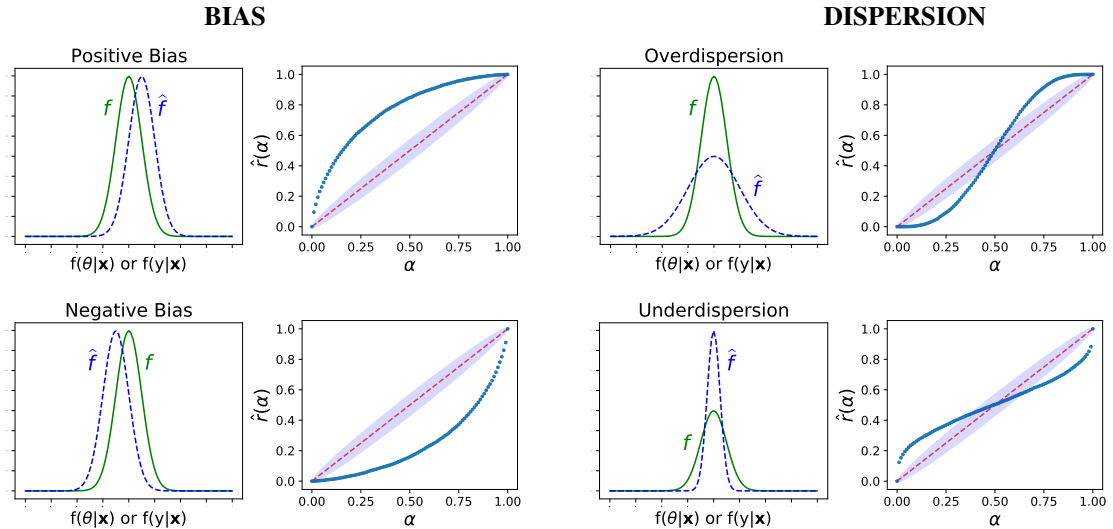 BIAS
DISPERSION
Positive Bias
f
f̂
f(θ|x) or f(y|x)
1.0
0.8
0.6
0.4
0.2
0.0
r̂(α)
0.00 0.25 0.50 0.75 1.00
α
Overdispersion
f
f̂
f(θ|x) or f(y|x)
1.0
0.8
0.6
0.4
0.2
0.0
r̂(α)
0.00 0.25 0.50 0.75 1.00
α
Negative Bias
f̂
f
f(θ|x) or f(y|x)
1.0
0.8
0.6
0.4
0.2
0.0
r̂(α)
0.00 0.25 0.50 0.75 1.00
α
Underdispersion
f̂
f
f(θ|x) or f(y|x)
1.0
0.8
0.6
0.4
0.2
0.0
r̂(α)
0.00 0.25 0.50 0.75 1.00
α